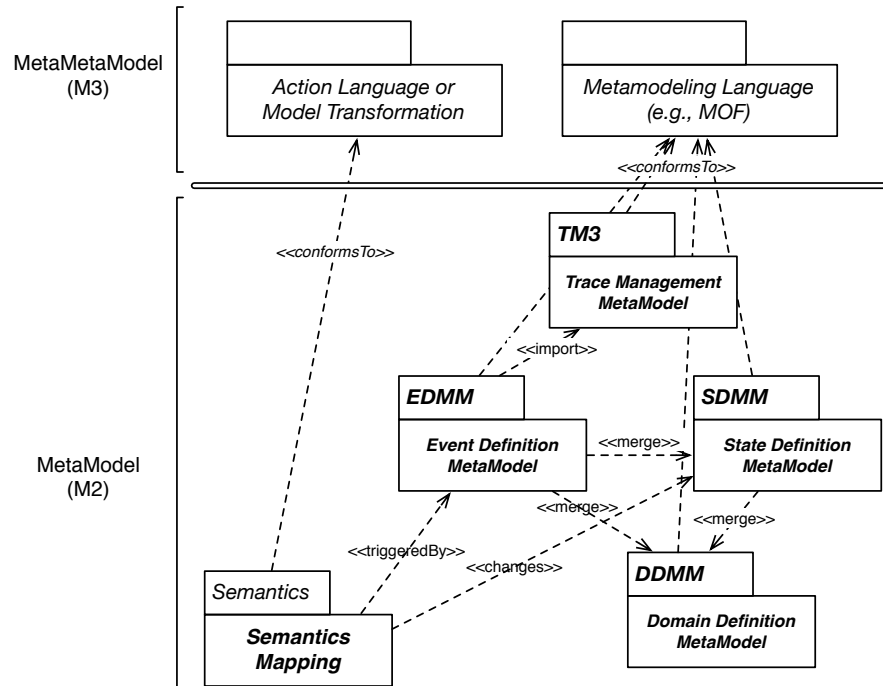 MetaMetaModel
(M3)
Action Language or
Model Transformation
Metamodeling Language
(e.g., MOF)
<<conformsTo>>
TM3
<<conformsTo>>
Trace Management
MetaModel
<<import>>
EDMM
SDMM
Event Definition
MetaModel
<<merge>>
State Definition
MetaModel
MetaModel
(M2)
<<merge>>
<<merge>>
<<triggeredBy>>
<<changes>>
DDMM
Semantics
Domain Definition
MetaModel
Semantics
Mapping